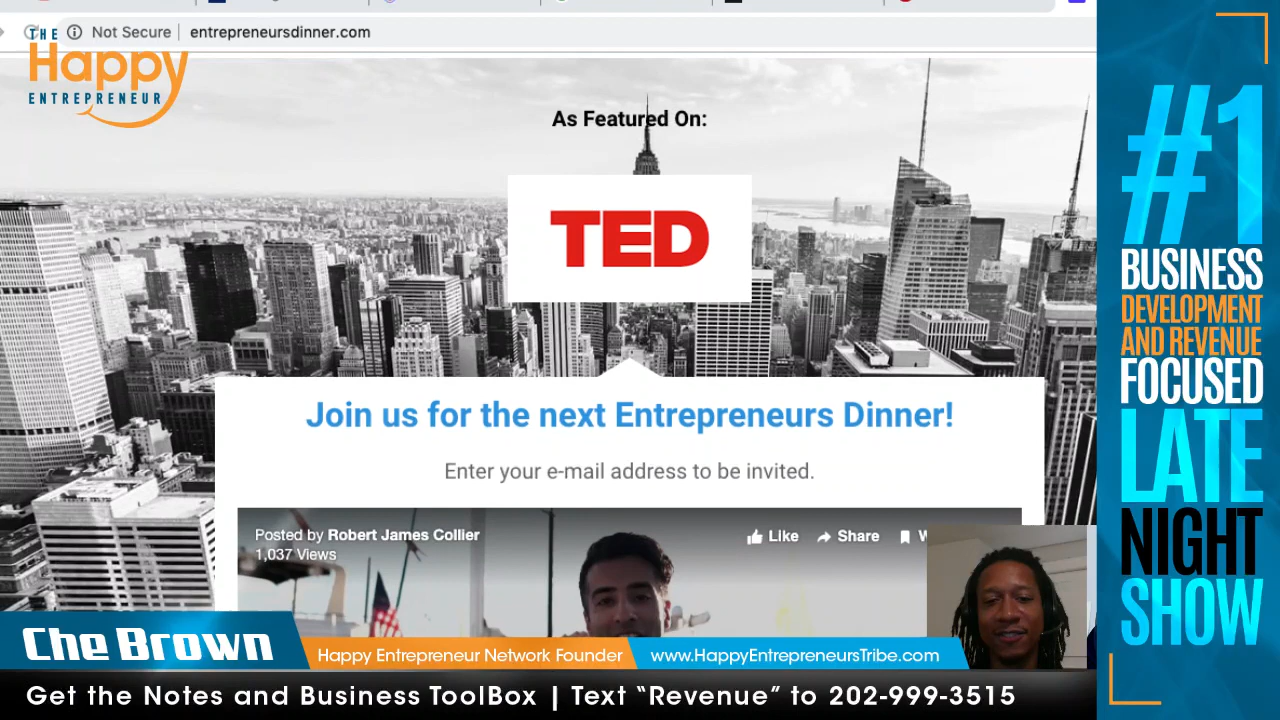 Not Secure
entrepreneursdinner.com
THE
Happy
ENTREPRENEUR
As Featured On:
TED
Join us for the next Entrepreneurs Dinner!
Enter your e-mail address to be invited.
Posted by Robert James Collier
1,037 Views
Like
Share
#1
BUSINESS
DEVELOPMENT
AND REVENUE
FOCUSED
LATE
NIGHT
SHOW
Che Brown
Happy Entrepreneur Network Founder
www.HappyEntrepreneursTribe.com
Get the Notes and Business ToolBox | Text “Revenue” to 202-999-3515